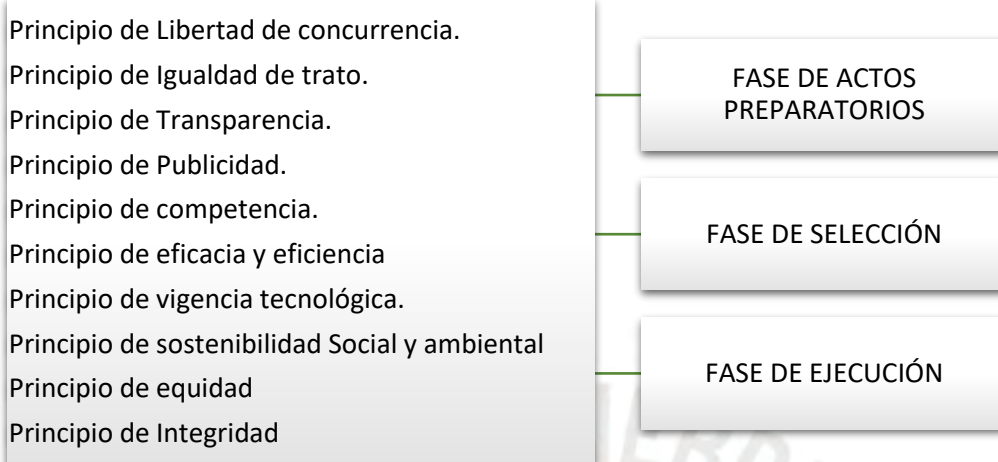 Principio de Libertad de concurrencia.
Principio de Igualdad de trato.
Principio de Transparencia.
Principio de Publicidad.
Principio de competencia.
Principio de eficacia y eficiencia
Principio de vigencia tecnológica.
Principio de sostenibilidad Social y ambiental
Principio de equidad
Principio de Integridad
FASE DE ACTOS
PREPARATORIOS
FASE DE SELECCIÓN
FASE DE EJECUCIÓN